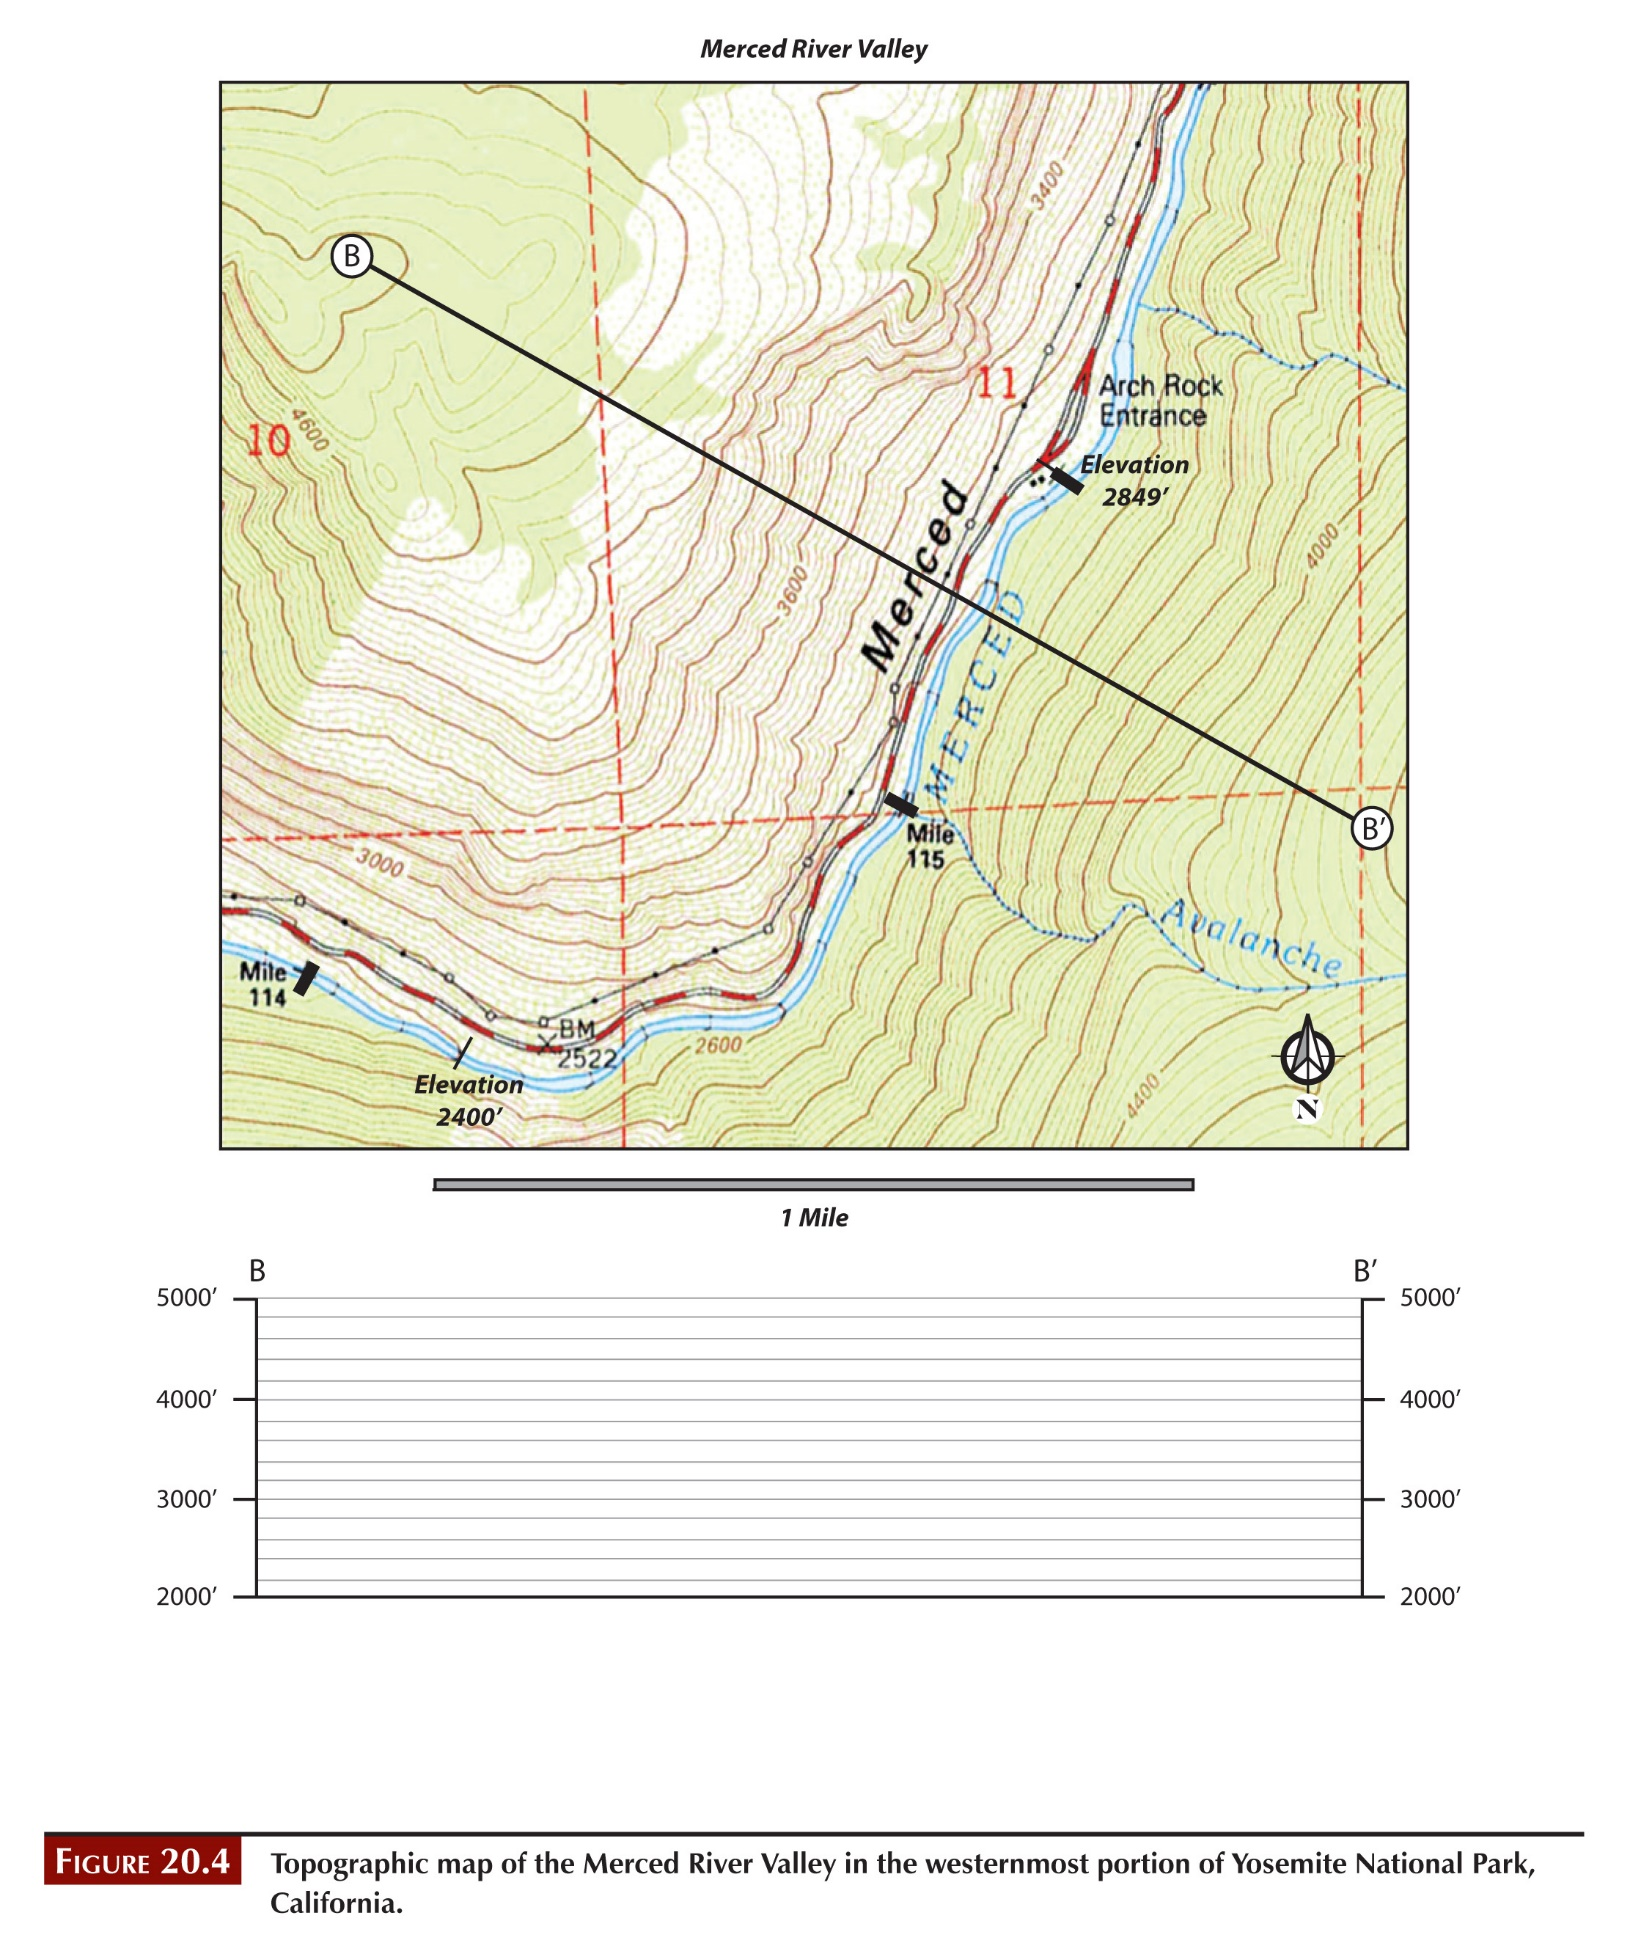 Merced River Valley
3400
B
11
Arch Rock
Entrance
4600
10
Elevation
2849’
Merced
4000
3600
MERCED
B’
Mile
115
3000
Avalanche
Mile
114
BM
2522
2600
Elevation
2400’
4400
N
1 Mile
B B’
5000’ 5000’
4000’ 4000’
3000’ 3000’
2000’ 2000’
FIGURE 20.4 Topographic map of the Merced River Valley in the westernmost portion of Yosemite National Park,
California.